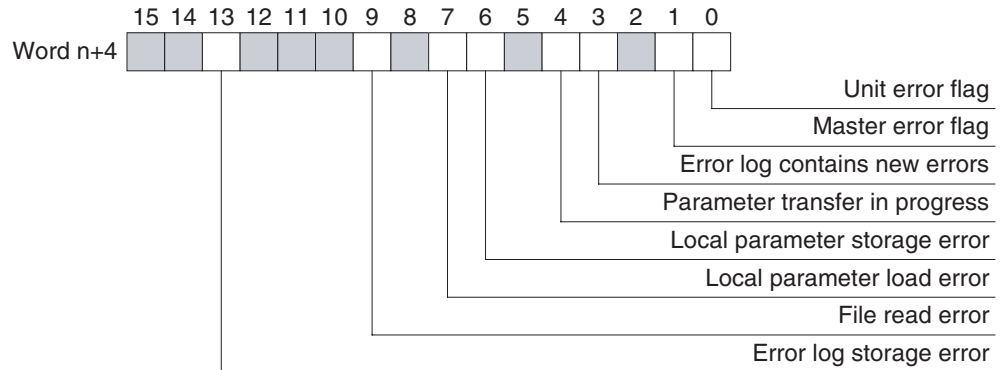 15 14 13 12 11 10 9 8 7 6 5 4 3 2 1 0
Word n+4
Unit error flag
Master error flag
Error log contains new errors
Parameter transfer in progress
Local parameter storage error
Local parameter load error
File read error
Error log storage error